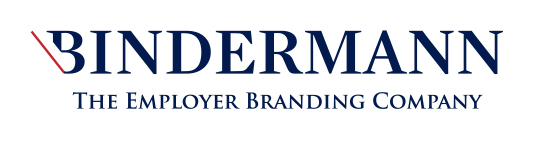 BINDERMANN
THE EMPLOYER BRANDING COMPANY